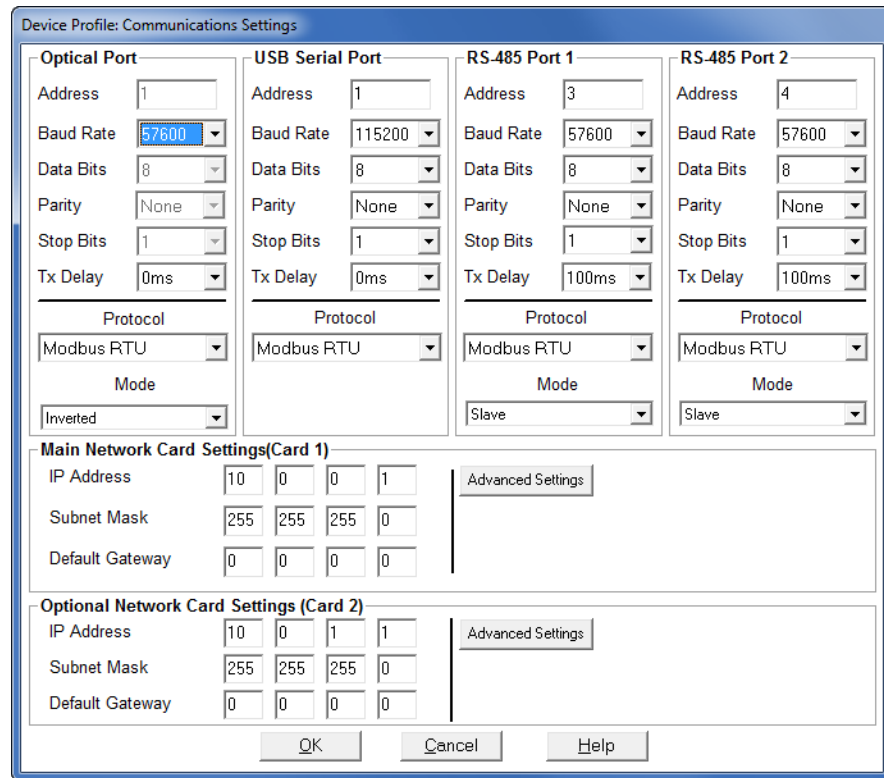 Device Profile: Communications Settings
Optical Port USB Serial Port RS-485 Port 1 RS-485 Port 2
Address 1 Address 1 Address 3 Address 4
Baud Rate 57600 Baud Rate 115200 Baud Rate 57600 Baud Rate 57600
Data Bits 8 Data Bits 8 Data Bits 8 Data Bits 8
Parity None Parity None Parity None Parity None
Stop Bits 1 Stop Bits 1 Stop Bits 1 Stop Bits 1
Tx Delay 0ms Tx Delay 0ms Tx Delay 100ms Tx Delay 100ms
Protocol Protocol Protocol Protocol
Modbus RTU Modbus RTU Modbus RTU Modbus RTU
Mode Mode Mode
Inverted Slave Slave
Main Network Card Settings(Card 1)
IP Address 10 0 0 1 Advanced Settings
Subnet Mask 255 255 255 0
Default Gateway 0 0 0 0
Optional Network Card Settings (Card 2)
IP Address 10 0 1 1 Advanced Settings
Subnet Mask 255 255 255 0
Default Gateway 0 0 0 0
OK Cancel Help